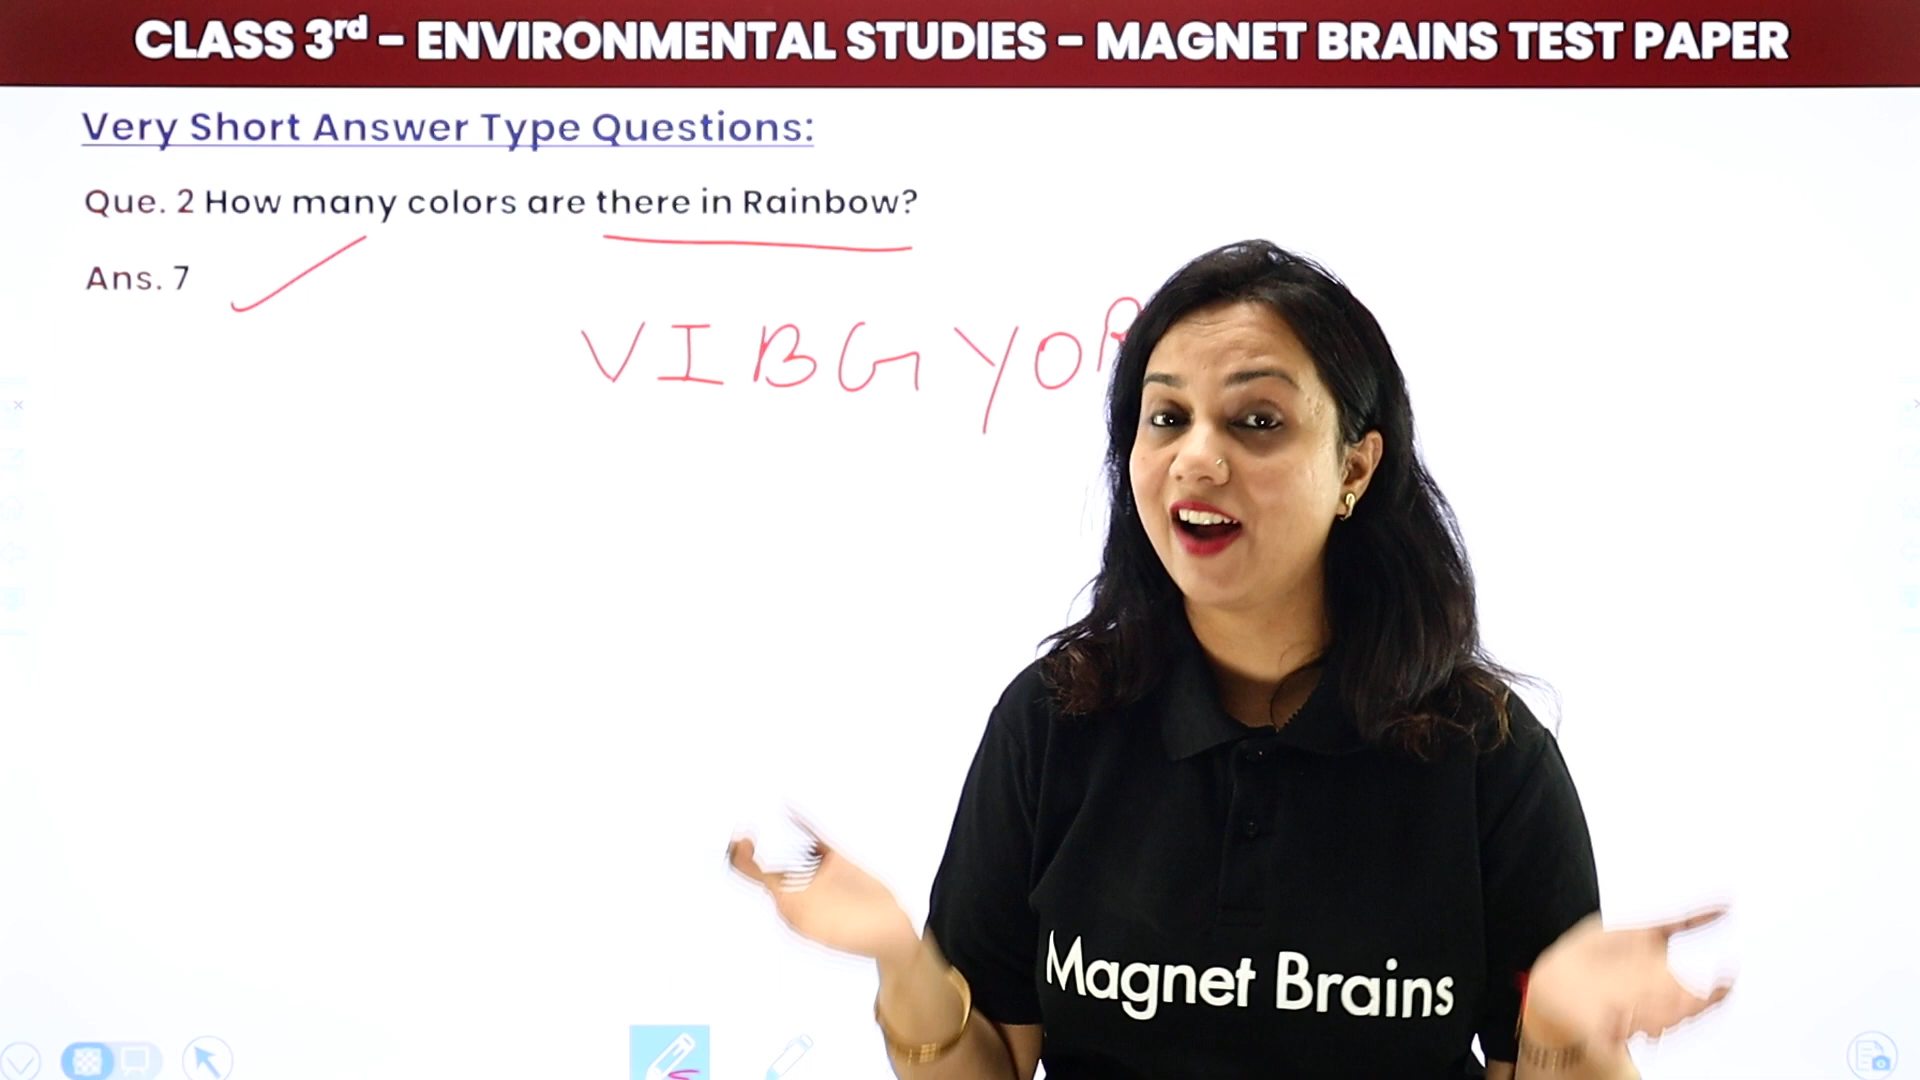 CLASS 3rd - ENVIRONMENTAL STUDIES - MAGNET BRAINS TEST PAPER
Very Short Answer Type Questions:
Que. 2 How many colors are there in Rainbow?
Ans. 7
VIBGYOR
Magnet Brains